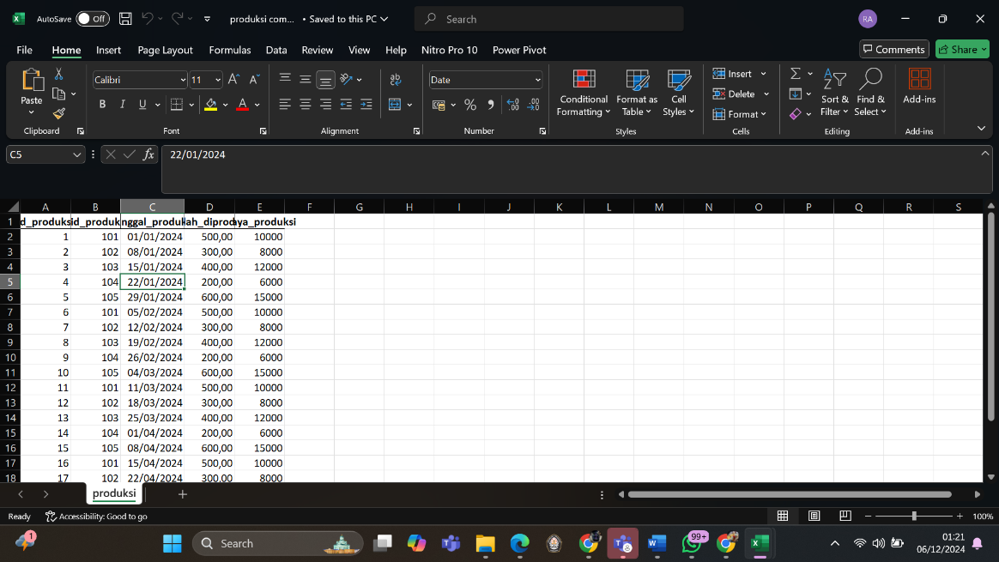 AutoSave Off produksi com... • Saved to this PC Search RA
File Home Insert Page Layout Formulas Data Review View Help Nitro Pro 10 Power Pivot Comments Share
Paste Calibri 11 Date Conditional Formatting Format as Table Cell Styles Insert Delete Format Sort & Filter Find & Select Add-ins
B I U A % 
Clipboard Font Alignment Number Styles Cells Editing Add-ins
C5 fx 22/01/2024
A B C D E F G H I J K L M N O P Q R S
1 d_produksi id_produk nggal_produk ah_diprod aya_produksi
2 1 101 01/01/2024 500,00 10000
3 2 102 08/01/2024 300,00 8000
4 3 103 15/01/2024 400,00 12000
5 4 104 22/01/2024 200,00 6000
6 5 105 29/01/2024 600,00 15000
7 6 101 05/02/2024 500,00 10000
8 7 102 12/02/2024 300,00 8000
9 8 103 19/02/2024 400,00 12000
10 9 104 26/02/2024 200,00 6000
11 10 105 04/03/2024 600,00 15000
12 11 101 11/03/2024 500,00 10000
13 12 102 18/03/2024 300,00 8000
14 13 103 25/03/2024 400,00 12000
15 14 104 01/04/2024 200,00 6000
16 15 105 08/04/2024 600,00 15000
17 16 101 15/04/2024 500,00 10000
18 17 102 22/04/2024 300,00 8000
produksi
Ready Accessibility: Good to go 100%
1 Search 99+ 01:21
06/12/2024